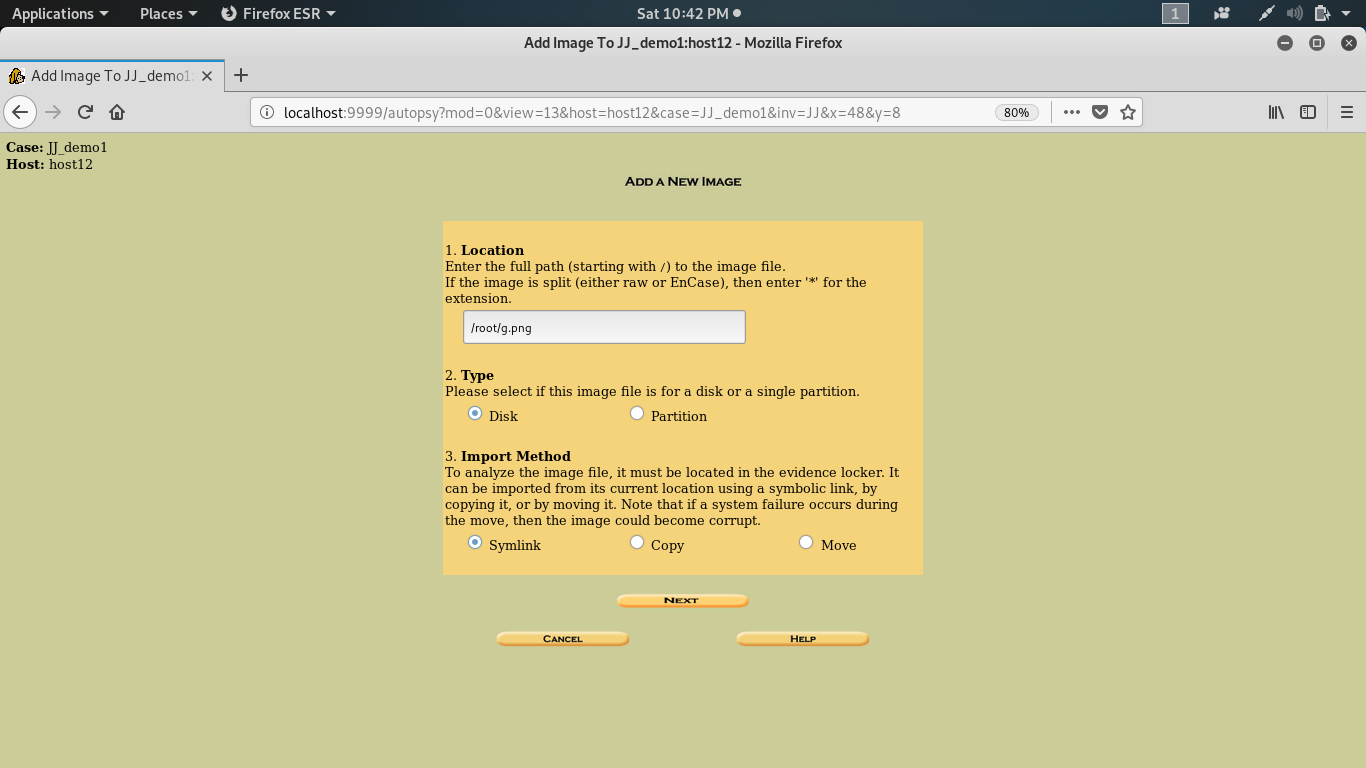 Applications Places Firefox ESR Sat 10:42 PM 1
Add Image To JJ_demo1:host12 - Mozilla Firefox
Add Image To JJ_demo1:
localhost:9999/autopsy?mod=0&view=13&host=host12&case=JJ_demo1&inv=JJ&x=48&y=8 80%
Case: JJ_demo1
Host: host12
ADD A NEW IMAGE
1. Location
Enter the full path (starting with /) to the image file.
If the image is split (either raw or EnCase), then enter '*' for the
extension.
/root/g.png
2. Type
Please select if this image file is for a disk or a single partition.
Disk Partition
3. Import Method
To analyze the image file, it must be located in the evidence locker. It
can be imported from its current location using a symbolic link, by
copying it, or by moving it. Note that if a system failure occurs during
the move, then the image could become corrupt.
Symlink Copy Move
NEXT
CANCEL HELP